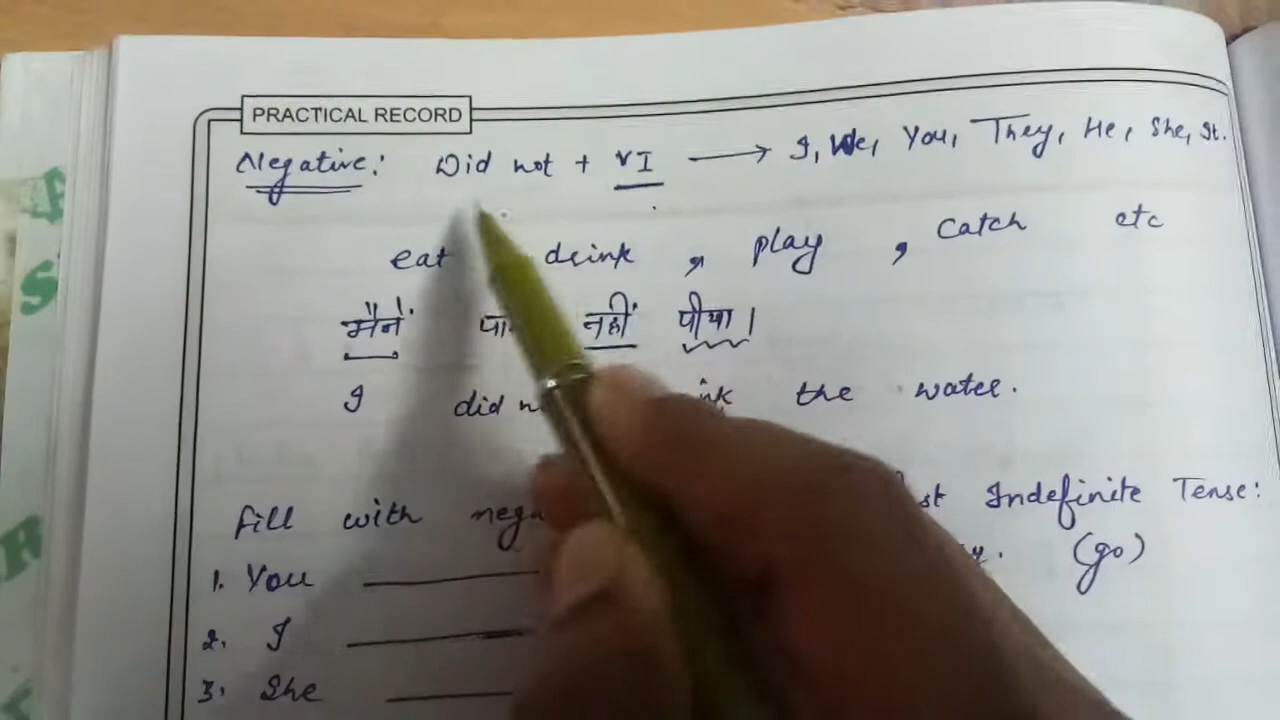 PRACTICAL RECORD
Negative: Did not + VI → I, We, You, They, He, She, It.
eat drink , play , catch etc
मैंने नहीं पीया।
I did the water.
fill with Indefinite Tense:
1. You (go)
2. I
3. She